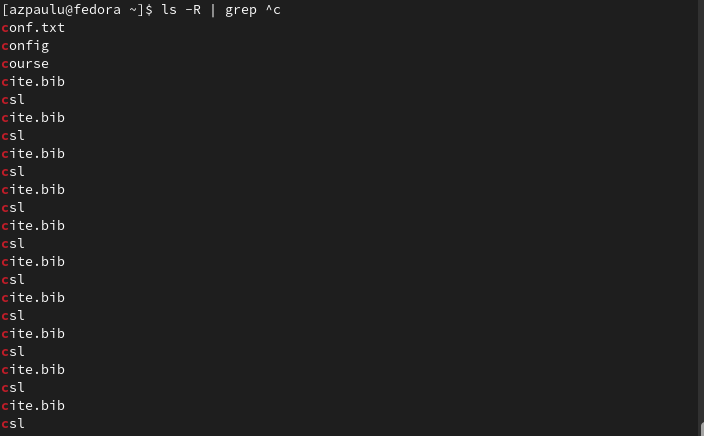 [azpaulu@fedora ~]$ ls -R | grep ^c
conf.txt
config
course
cite.bib
csl
cite.bib
csl
cite.bib
csl
cite.bib
csl
cite.bib
csl
cite.bib
csl
cite.bib
csl
cite.bib
csl
cite.bib
csl
cite.bib
csl